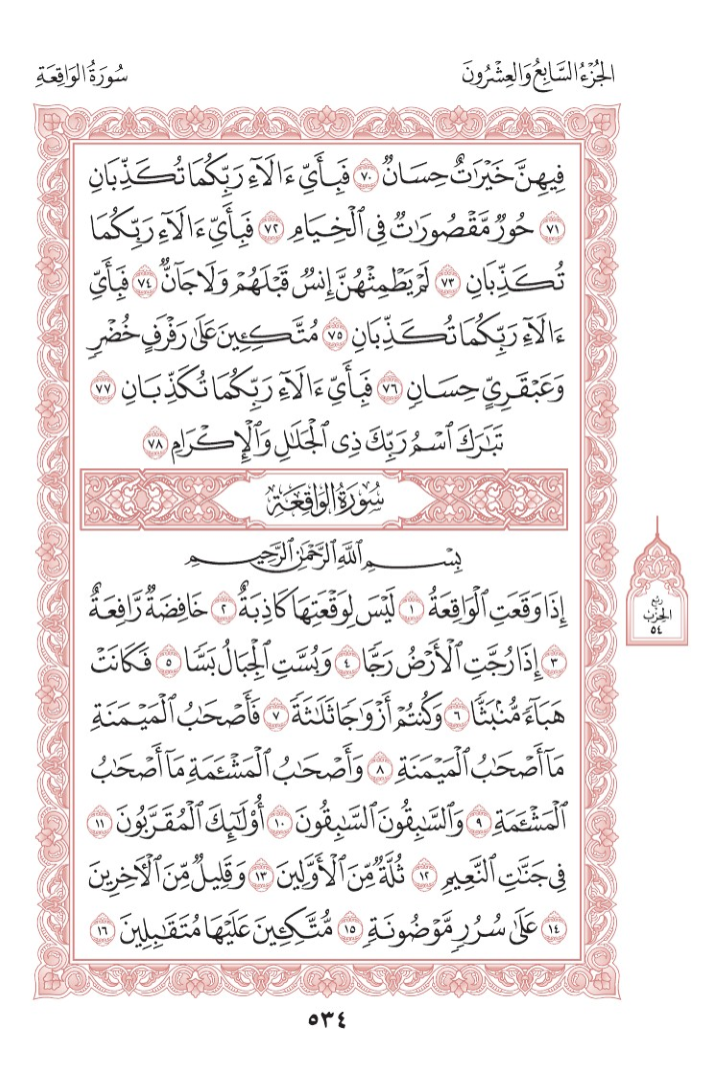 الجُزْءُ السَّابِعُ وَالعِشْرُونَ
سُورَةُ الوَاقِعَةِ
فِيهِنَّ خَيْرَٰتٌ حِسَانٌ ٧٠ فَبِأَيِّ ءَالَآءِ رَبِّكُمَا تُكَذِّبَانِ
٧١ حُورٌ مَّقْصُورَٰتٌ فِي ٱلْخِيَامِ ٧٢ فَبِأَيِّ ءَالَآءِ رَبِّكُمَا
تُكَذِّبَانِ ٧٣ لَمْ يَطْمِثْهُنَّ إِنسٌ قَبْلَهُمْ وَلَا جَآنٌّ ٧٤ فَبِأَيِّ
ءَالَآءِ رَبِّكُمَا تُكَذِّبَانِ ٧٥ مُتَّكِـِٔينَ عَلَىٰ رَفْرَفٍ خُضْرٍ
وَعَبْقَرِيٍّ حِسَانٍ ٧٦ فَبِأَيِّ ءَالَآءِ رَبِّكُمَا تُكَذِّبَانِ ٧٧
تَبَٰرَكَ ٱسْمُ رَبِّكَ ذِي ٱلْجَلَٰلِ وَٱلْإِكْرَامِ ٧٨
سُورَةُ الوَاقِعَةِ
بِسْمِ ٱللَّهِ ٱلرَّحْمَٰنِ ٱلرَّحِيمِ
إِذَا وَقَعَتِ ٱلْوَاقِعَةُ ١ لَيْسَ لِوَقْعَتِهَا كَاذِبَةٌ ٢ خَافِضَةٌ رَّافِعَةٌ
٣ إِذَا رُجَّتِ ٱلْأَرْضُ رَجًّا ٤ وَبُسَّتِ ٱلْجِبَالُ بَسًّا ٥ فَكَانَتْ
هَبَآءً مُّنۢبَثًّا ٦ وَكُنتُمْ أَزْوَٰجًا ثَلَٰثَةً ٧ فَأَصْحَٰبُ ٱلْمَيْمَنَةِ
مَآ أَصْحَٰبُ ٱلْمَيْمَنَةِ ٨ وَأَصْحَٰبُ ٱلْمَشْـَٔمَةِ مَآ أَصْحَٰبُ
ٱلْمَشْـَٔمَةِ ٩ وَٱلسَّٰبِقُونَ ٱلسَّٰبِقُونَ ١٠ أُو۟لَٰٓئِكَ ٱلْمُقَرَّبُونَ ١١
فِي جَنَّٰتِ ٱلنَّعِيمِ ١٢ ثُلَّةٌ مِّنَ ٱلْأَوَّلِينَ ١٣ وَقَلِيلٌ مِّنَ ٱلْأَخِرِينَ
١٤ عَلَىٰ سُرُرٍ مَّوْضُونَةٍ ١٥ مُّتَّكِـِٔينَ عَلَيْهَا مُتَقَٰبِلِينَ ١٦
رُبْعُ
الحِزْبِ
٥٤
٥٣٤